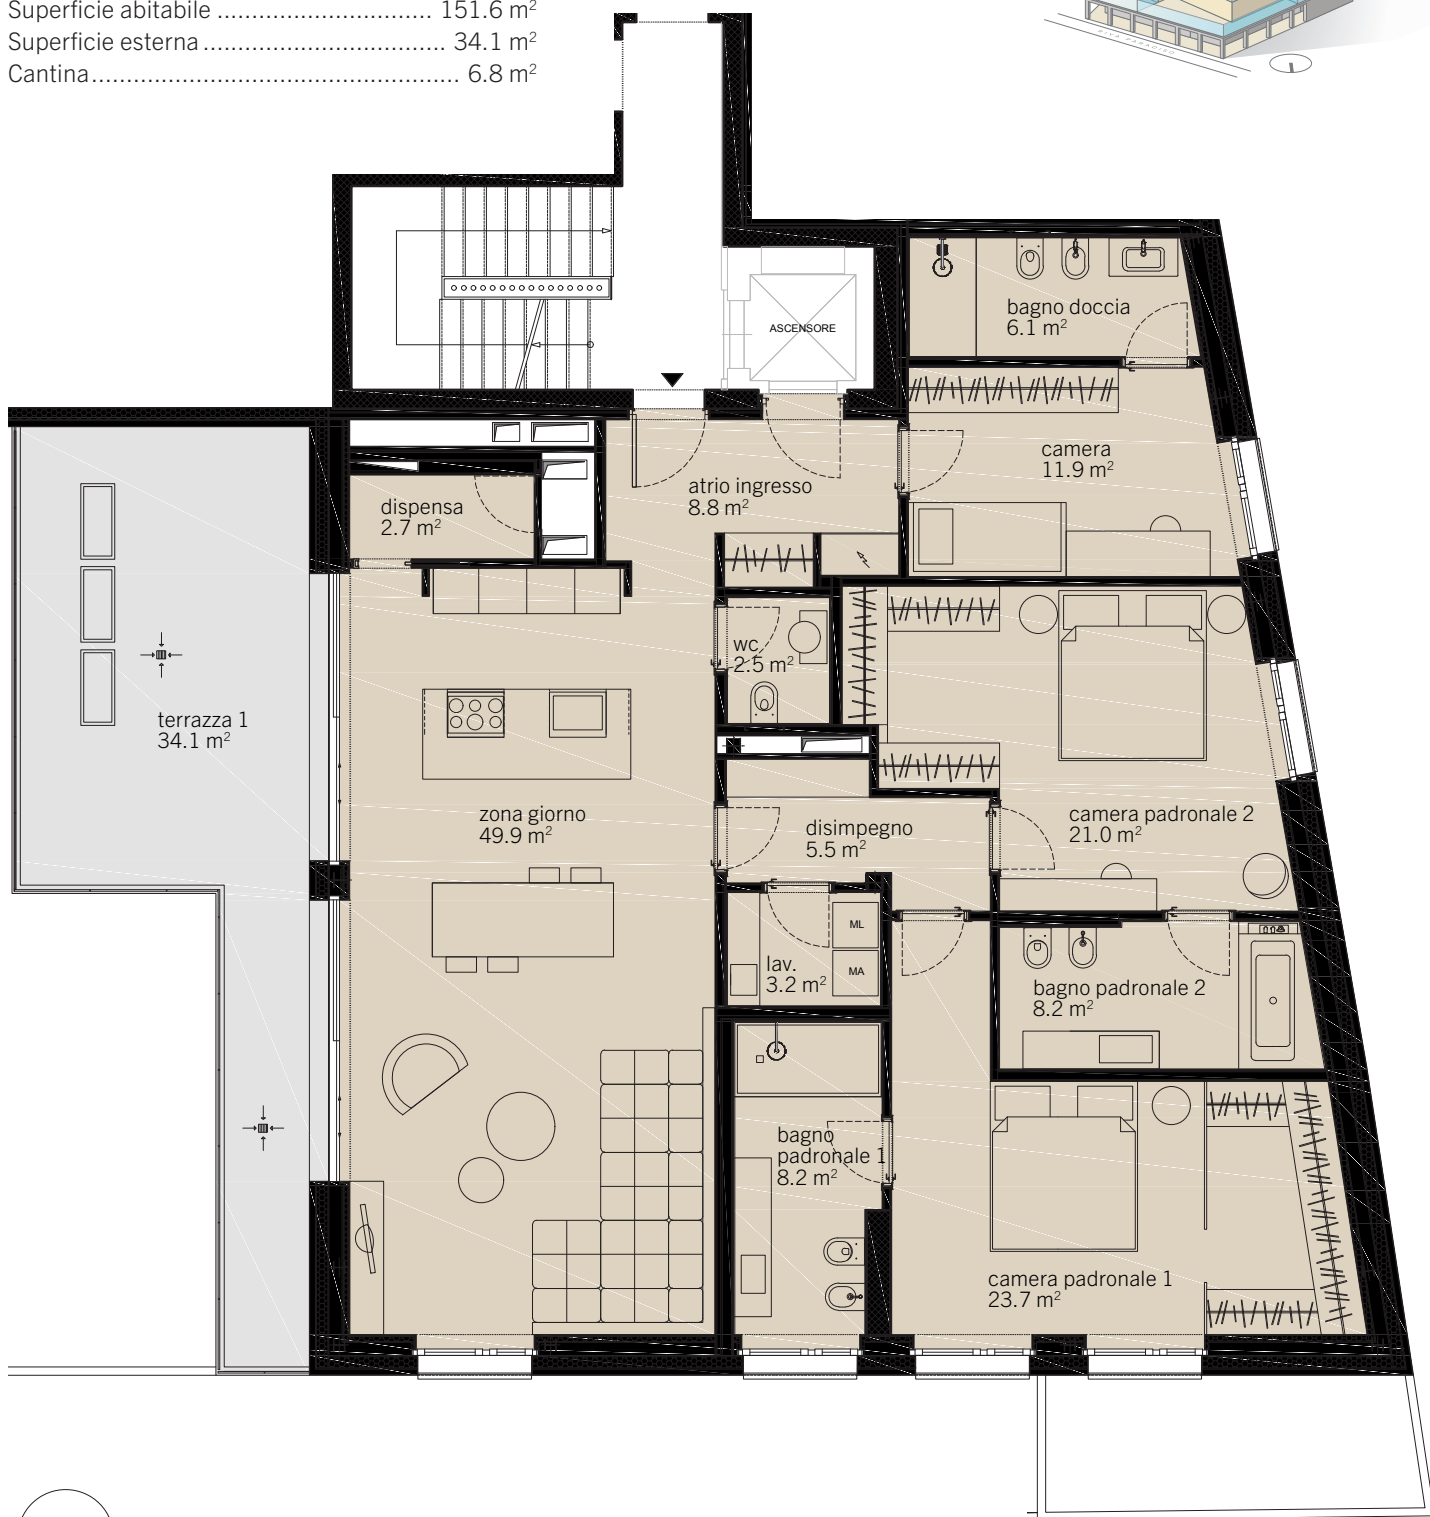 Superficie abitabile ............................... 151.6 m²
Superficie esterna ................................... 34.1 m²
Cantina ............................................... 6.8 m²
RIVA PARADISO
ASCENSORE
bagno doccia
6.1 m²
camera
11.9 m²
atrio ingresso
8.8 m²
dispensa
2.7 m²
wc
2.5 m²
terrazza 1
34.1 m²
zona giorno
49.9 m²
disimpegno
5.5 m²
camera padronale 2
21.0 m²
ML
MA
lav.
3.2 m²
bagno padronale 2
8.2 m²
bagno
padronale 1
8.2 m²
camera padronale 1
23.7 m²